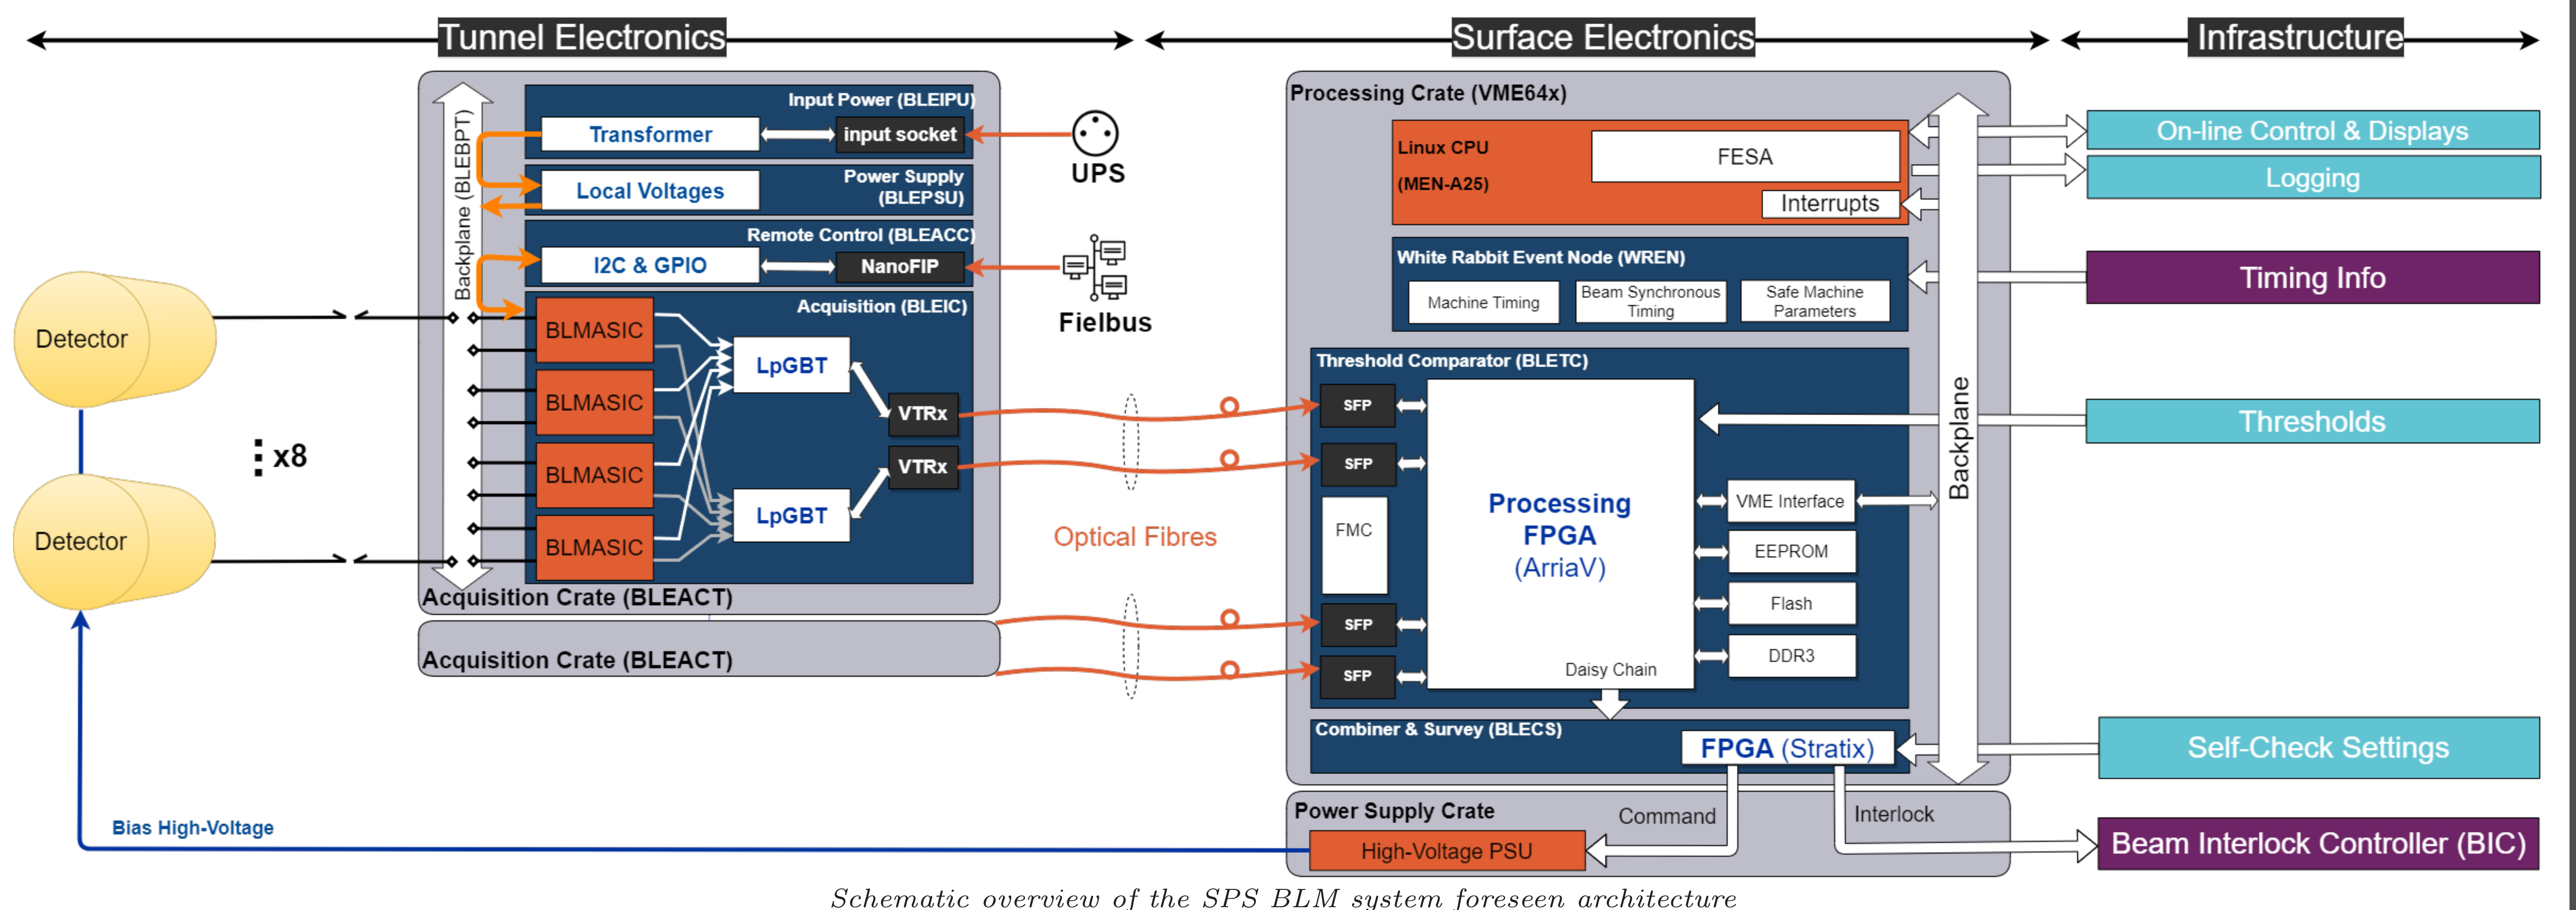 Tunnel Electronics
Surface Electronics
Infrastructure
Input Power (BLEIPU)
Transformer
input socket
UPS
Power Supply
(BLEPSU)
Local Voltages
Backplane (BLEBPT)
Remote Control (BLEACC)
I2C & GPIO
NanoFIP
Fielbus
Acquisition (BLEIC)
BLMASIC
BLMASIC
BLMASIC
BLMASIC
LpGBT
LpGBT
VTRx
VTRx
Acquisition Crate (BLEACT)
Acquisition Crate (BLEACT)
Detector
x8
Detector
Optical Fibres
Bias High-Voltage
Processing Crate (VME64x)
Linux CPU
(MEN-A25)
FESA
Interrupts
White Rabbit Event Node (WREN)
Machine Timing
Beam Synchronous
Timing
Safe Machine
Parameters
Threshold Comparator (BLETC)
SFP
SFP
FMC
SFP
SFP
Processing
FPGA
(ArriaV)
Daisy Chain
VME Interface
EEPROM
Flash
DDR3
Backplane
Combiner & Survey (BLECS)
FPGA (Stratix)
Power Supply Crate
Command
Interlock
High-Voltage PSU
On-line Control & Displays
Logging
Timing Info
Thresholds
Self-Check Settings
Beam Interlock Controller (BIC)
Schematic overview of the SPS BLM system foreseen architecture